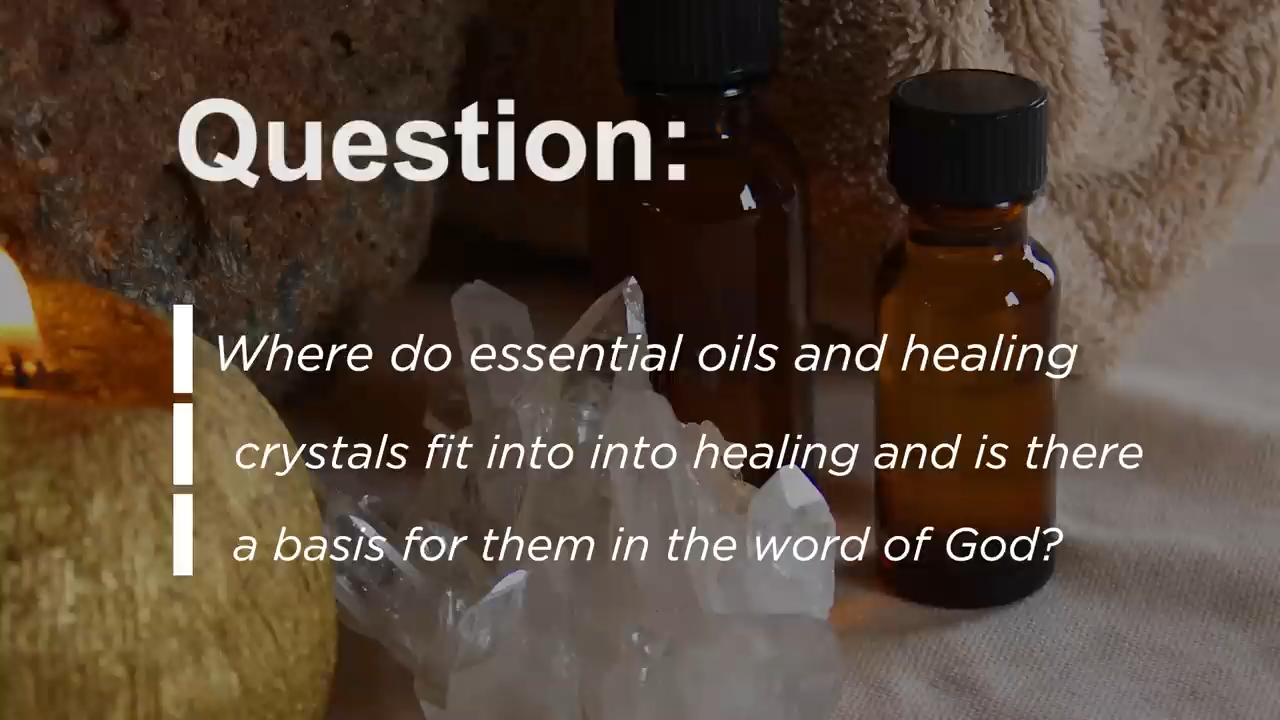 Question:
Where do essential oils and healing
crystals fit into into healing and is there
a basis for them in the word of God?